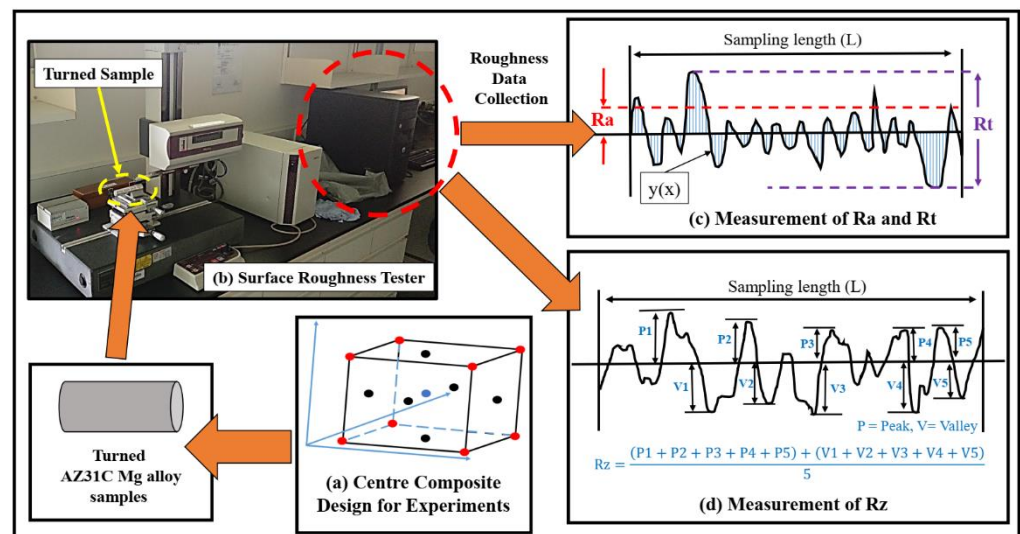 Turned Sample
(b) Surface Roughness Tester
Roughness
Data
Collection
Sampling length (L)
Ra
Rt
y(x)
(c) Measurement of Ra and Rt
Sampling length (L)
P1
P2
P3
P4
P5
V1
V2
V3
V4
V5
P = Peak, V= Valley
Rz = (P1 + P2 + P3 + P4 + P5) + (V1 + V2 + V3 + V4 + V5)
5
(d) Measurement of Rz
(a) Centre Composite
Design for Experiments
Turned
AZ31C Mg alloy
samples